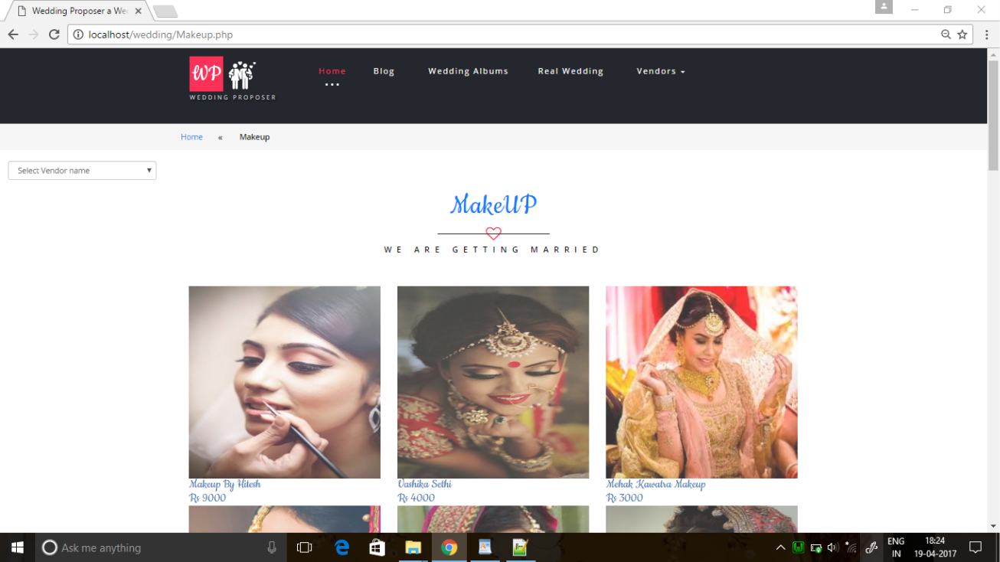 Wedding Proposer a We
localhost/wedding/Makeup.php
WP
WEDDING PROPOSER
Home
Blog
Wedding Albums
Real Wedding
Vendors
Home « Makeup
Select Vendor name
MakeUP
WE ARE GETTING MARRIED
Makeup By Hitesh
Rs 9000
Vashika Sethi
Rs 4000
Mehak Kawatra Makeup
Rs 3000
Ask me anything
ENG
IN
18:24
19-04-2017